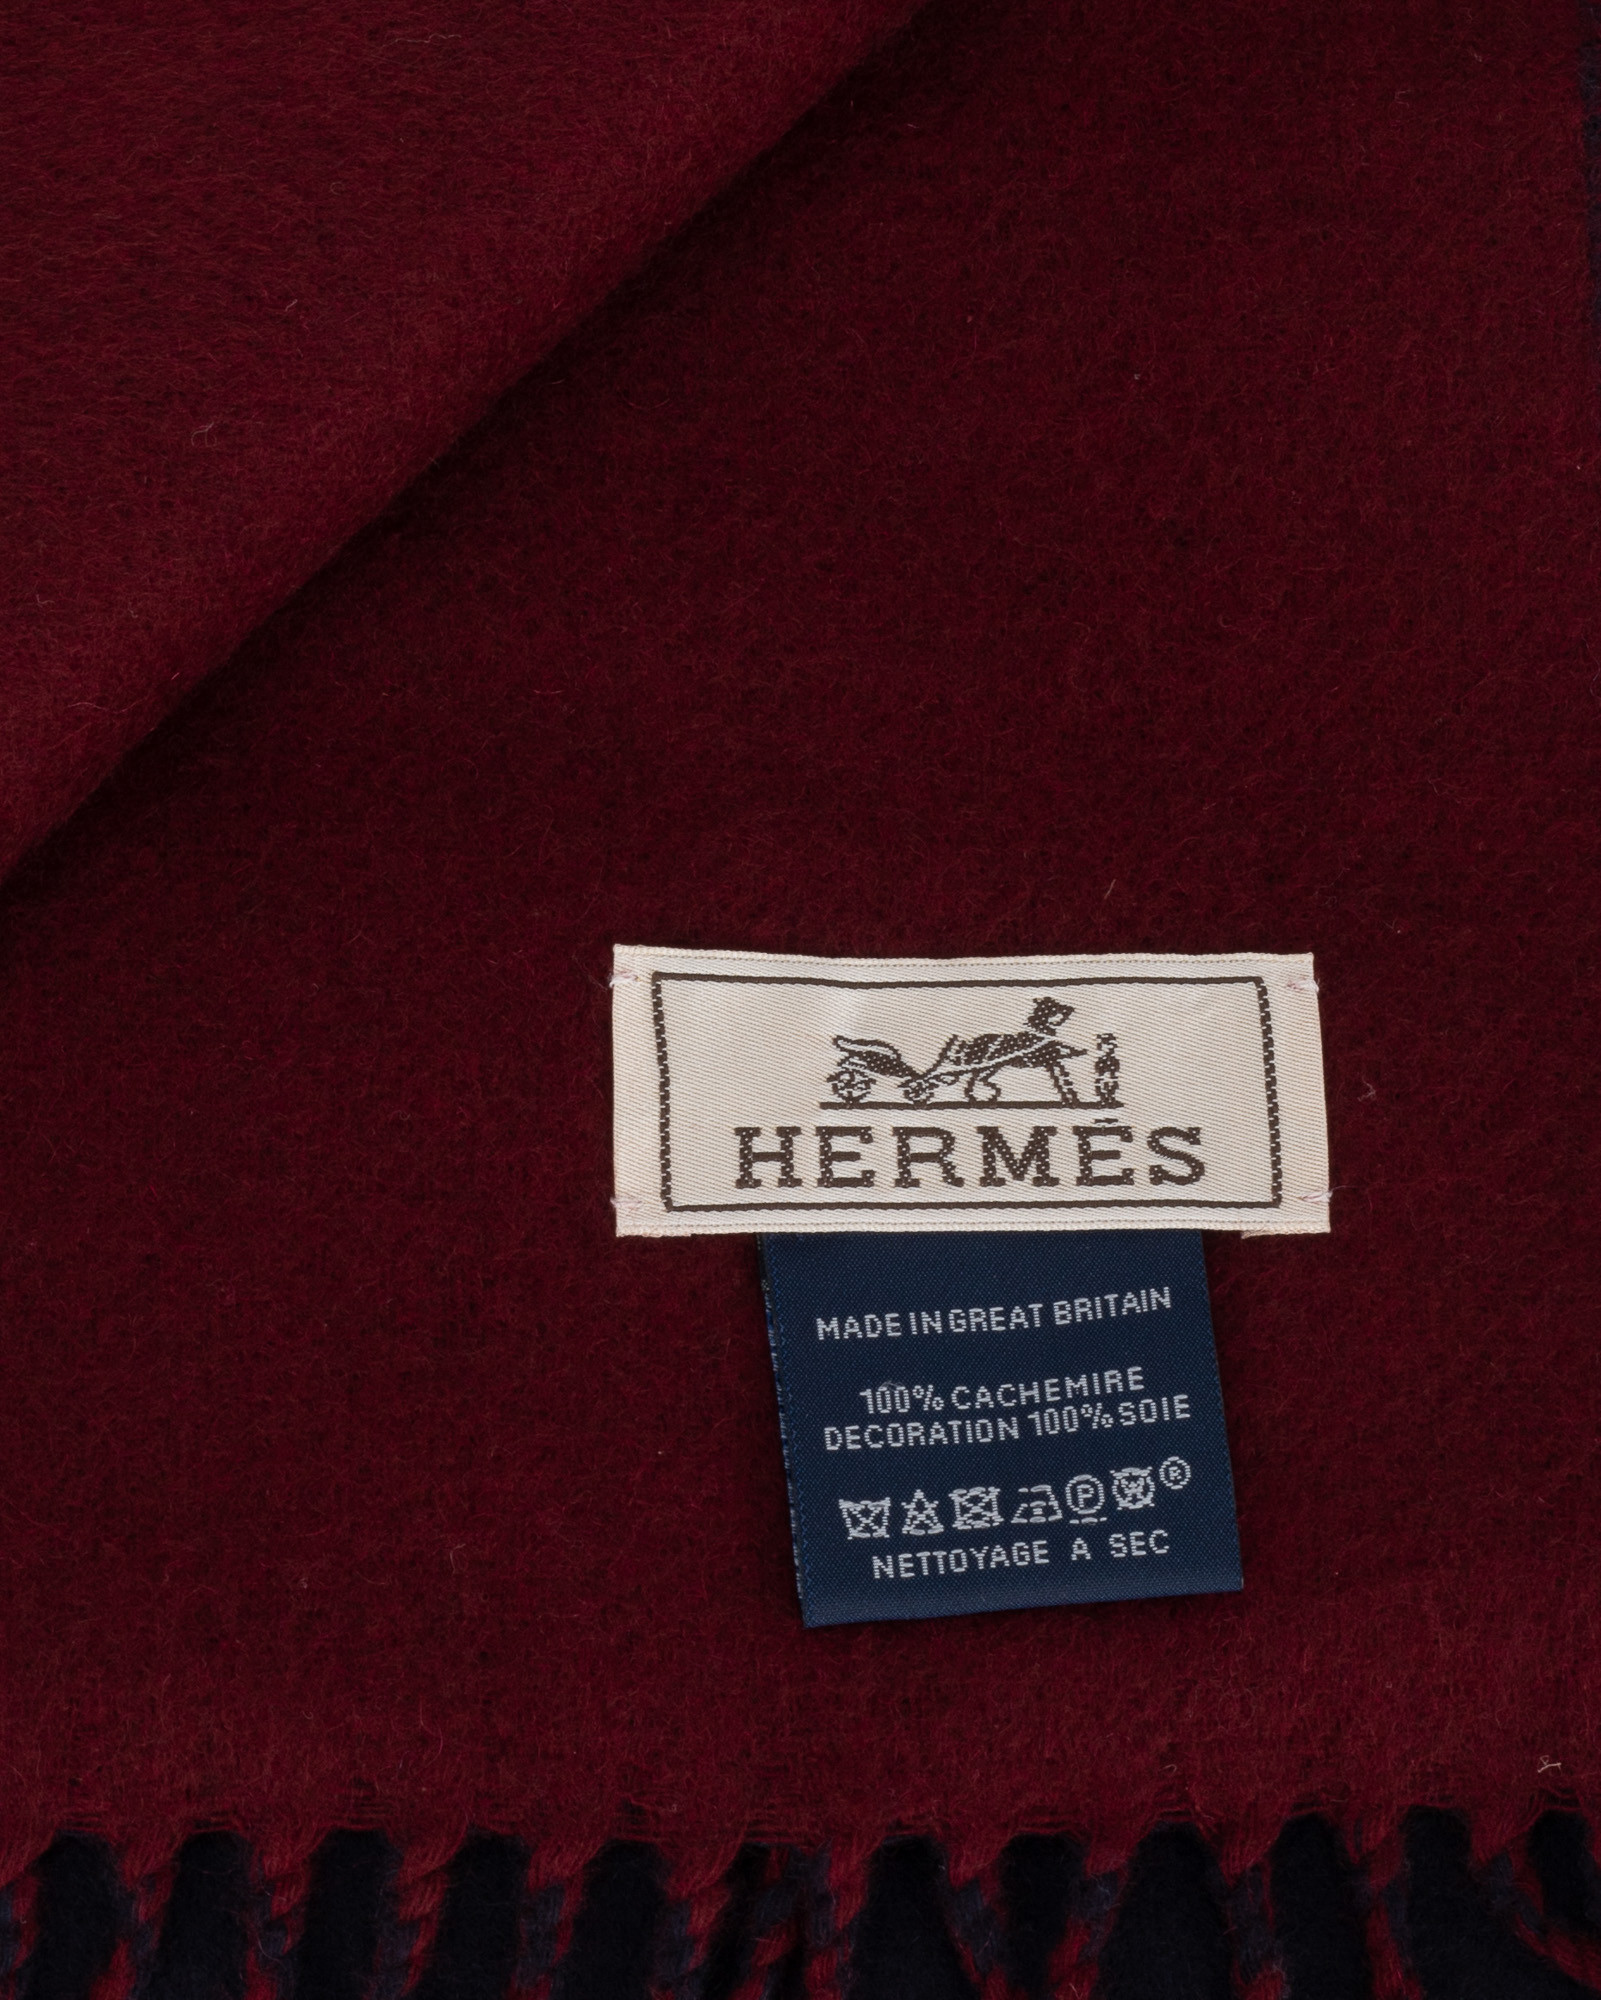 HERMÈS
MADE IN GREAT BRITAIN
100% CACHEMIRE
DECORATION 100% SOIE
P W ®
NETTOYAGE A SEC